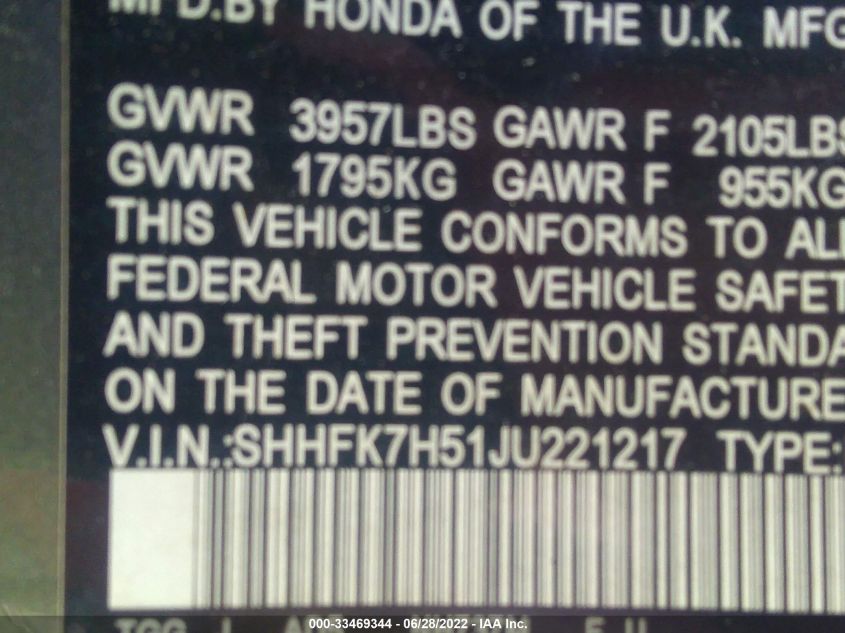 MFD.BY HONDA OF THE U.K. MFG
GVWR 3957LBS GAWR F 2105LBS
GVWR 1795KG GAWR F 955KG
THIS VEHICLE CONFORMS TO ALL
FEDERAL MOTOR VEHICLE SAFET
AND THEFT PREVENTION STANDA
ON THE DATE OF MANUFACTURE
V.I.N.:SHHFK7H51JU221217 TYPE:
000-33469344 - 06/28/2022 - IAA Inc.